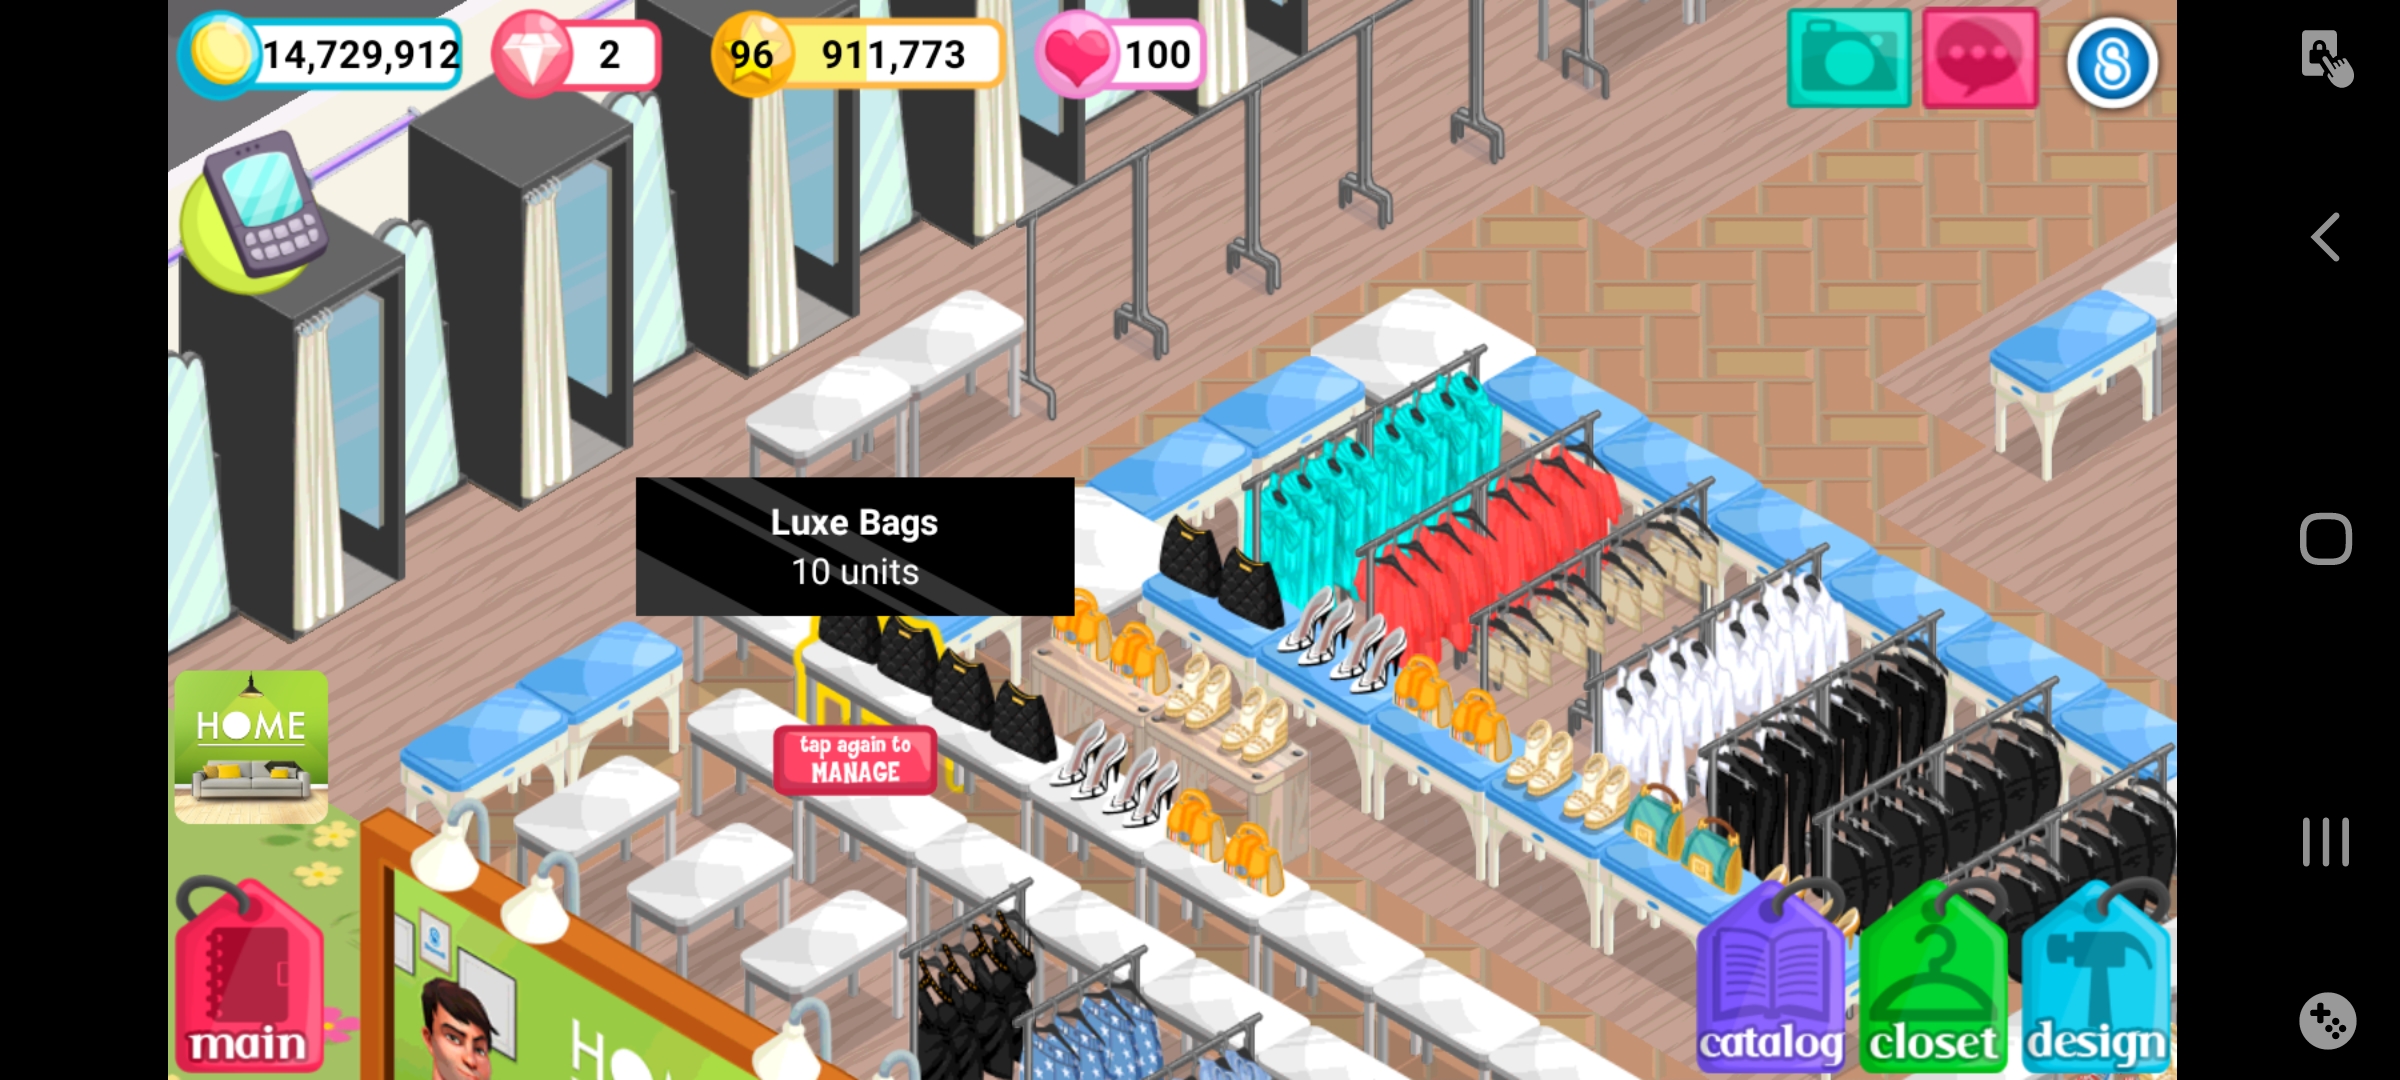 14,729,912
2
96
911,773
100
Luxe Bags
10 units
tap again to
MANAGE
HOME
main
catalog
closet
design